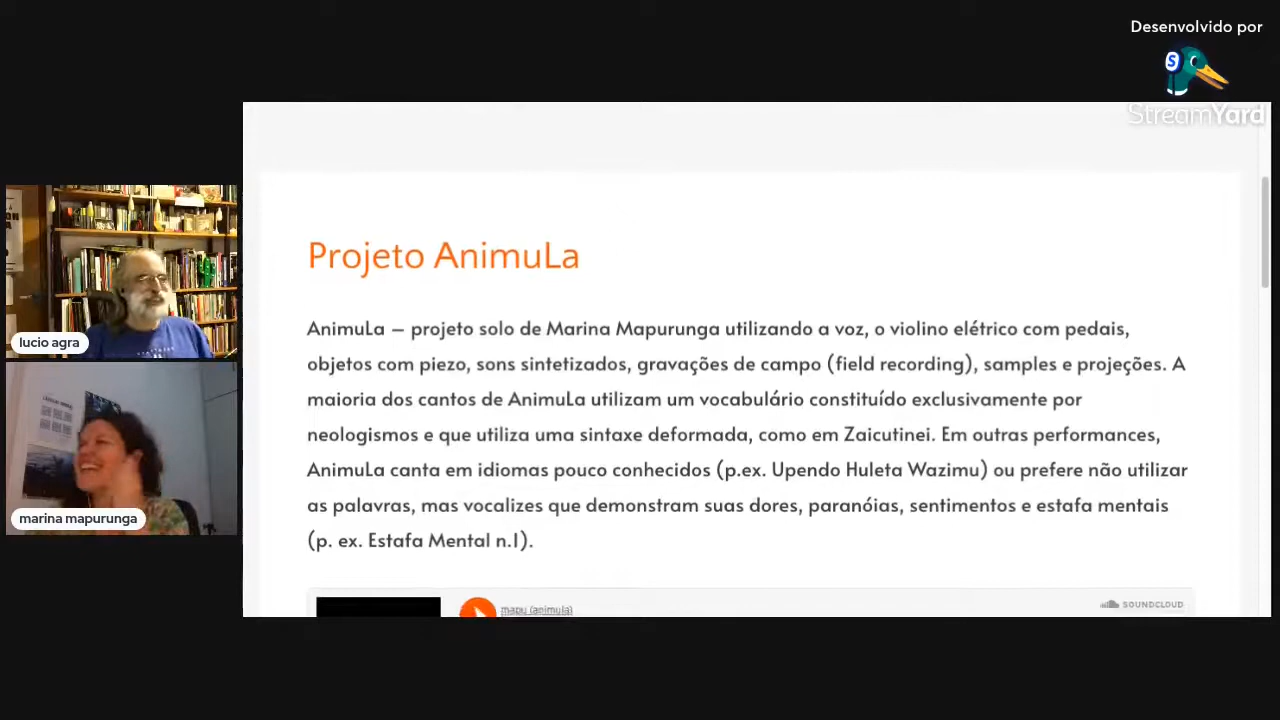 Desenvolvido por
StreamYard
Projeto AnimuLa
AnimuLa – projeto solo de Marina Mapurunga utilizando a voz, o violino elétrico com pedais,
objetos com piezo, sons sintetizados, gravações de campo (field recording), samples e projeções. A
maioria dos cantos de AnimuLa utilizam um vocabulário constituído exclusivamente por
neologismos e que utiliza uma sintaxe deformada, como em Zaicutinei. Em outras performances,
AnimuLa canta em idiomas pouco conhecidos (p.ex. Upendo Huleta Wazimu) ou prefere não utilizar
as palavras, mas vocalizes que demonstram suas dores, paranóias, sentimentos e estafa mentais
(p. ex. Estafa Mental n.1).
mapu (animula)
SOUNDCLOUD
lucio agra
marina mapurunga